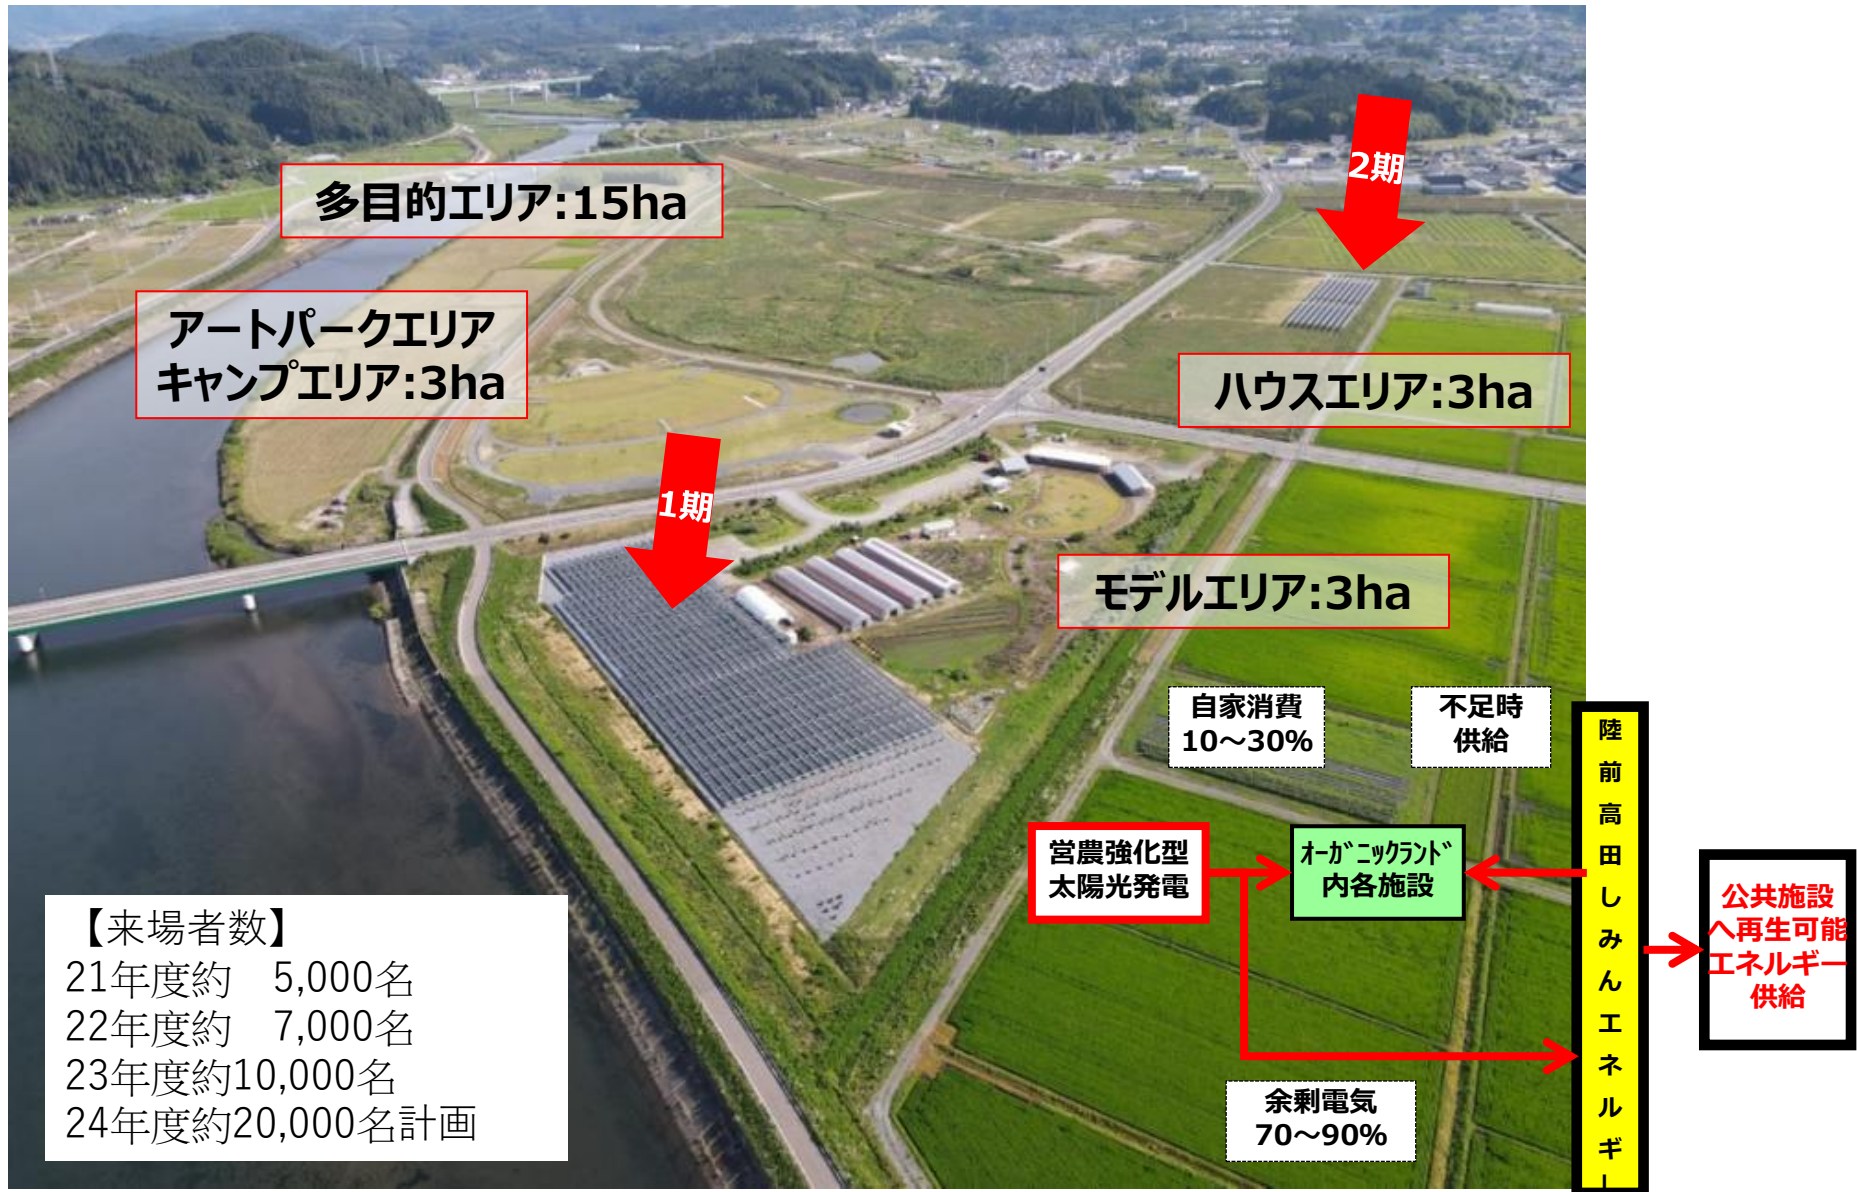 2期
多目的エリア:15ha
アートパークエリア
キャンプエリア:3ha
ハウスエリア:3ha
1期
モデルエリア:3ha
自家消費
10～30%
不足時
供給
陸前高田しみんエネルギー
営農強化型
太陽光発電
ｵｰｶﾞﾆｯｸﾗﾝﾄﾞ
内各施設
公共施設
へ再生可能
エネルギー
供給
余剰電気
70～90%
【来場者数】
21年度約　5,000名
22年度約　7,000名
23年度約10,000名
24年度約20,000名計画